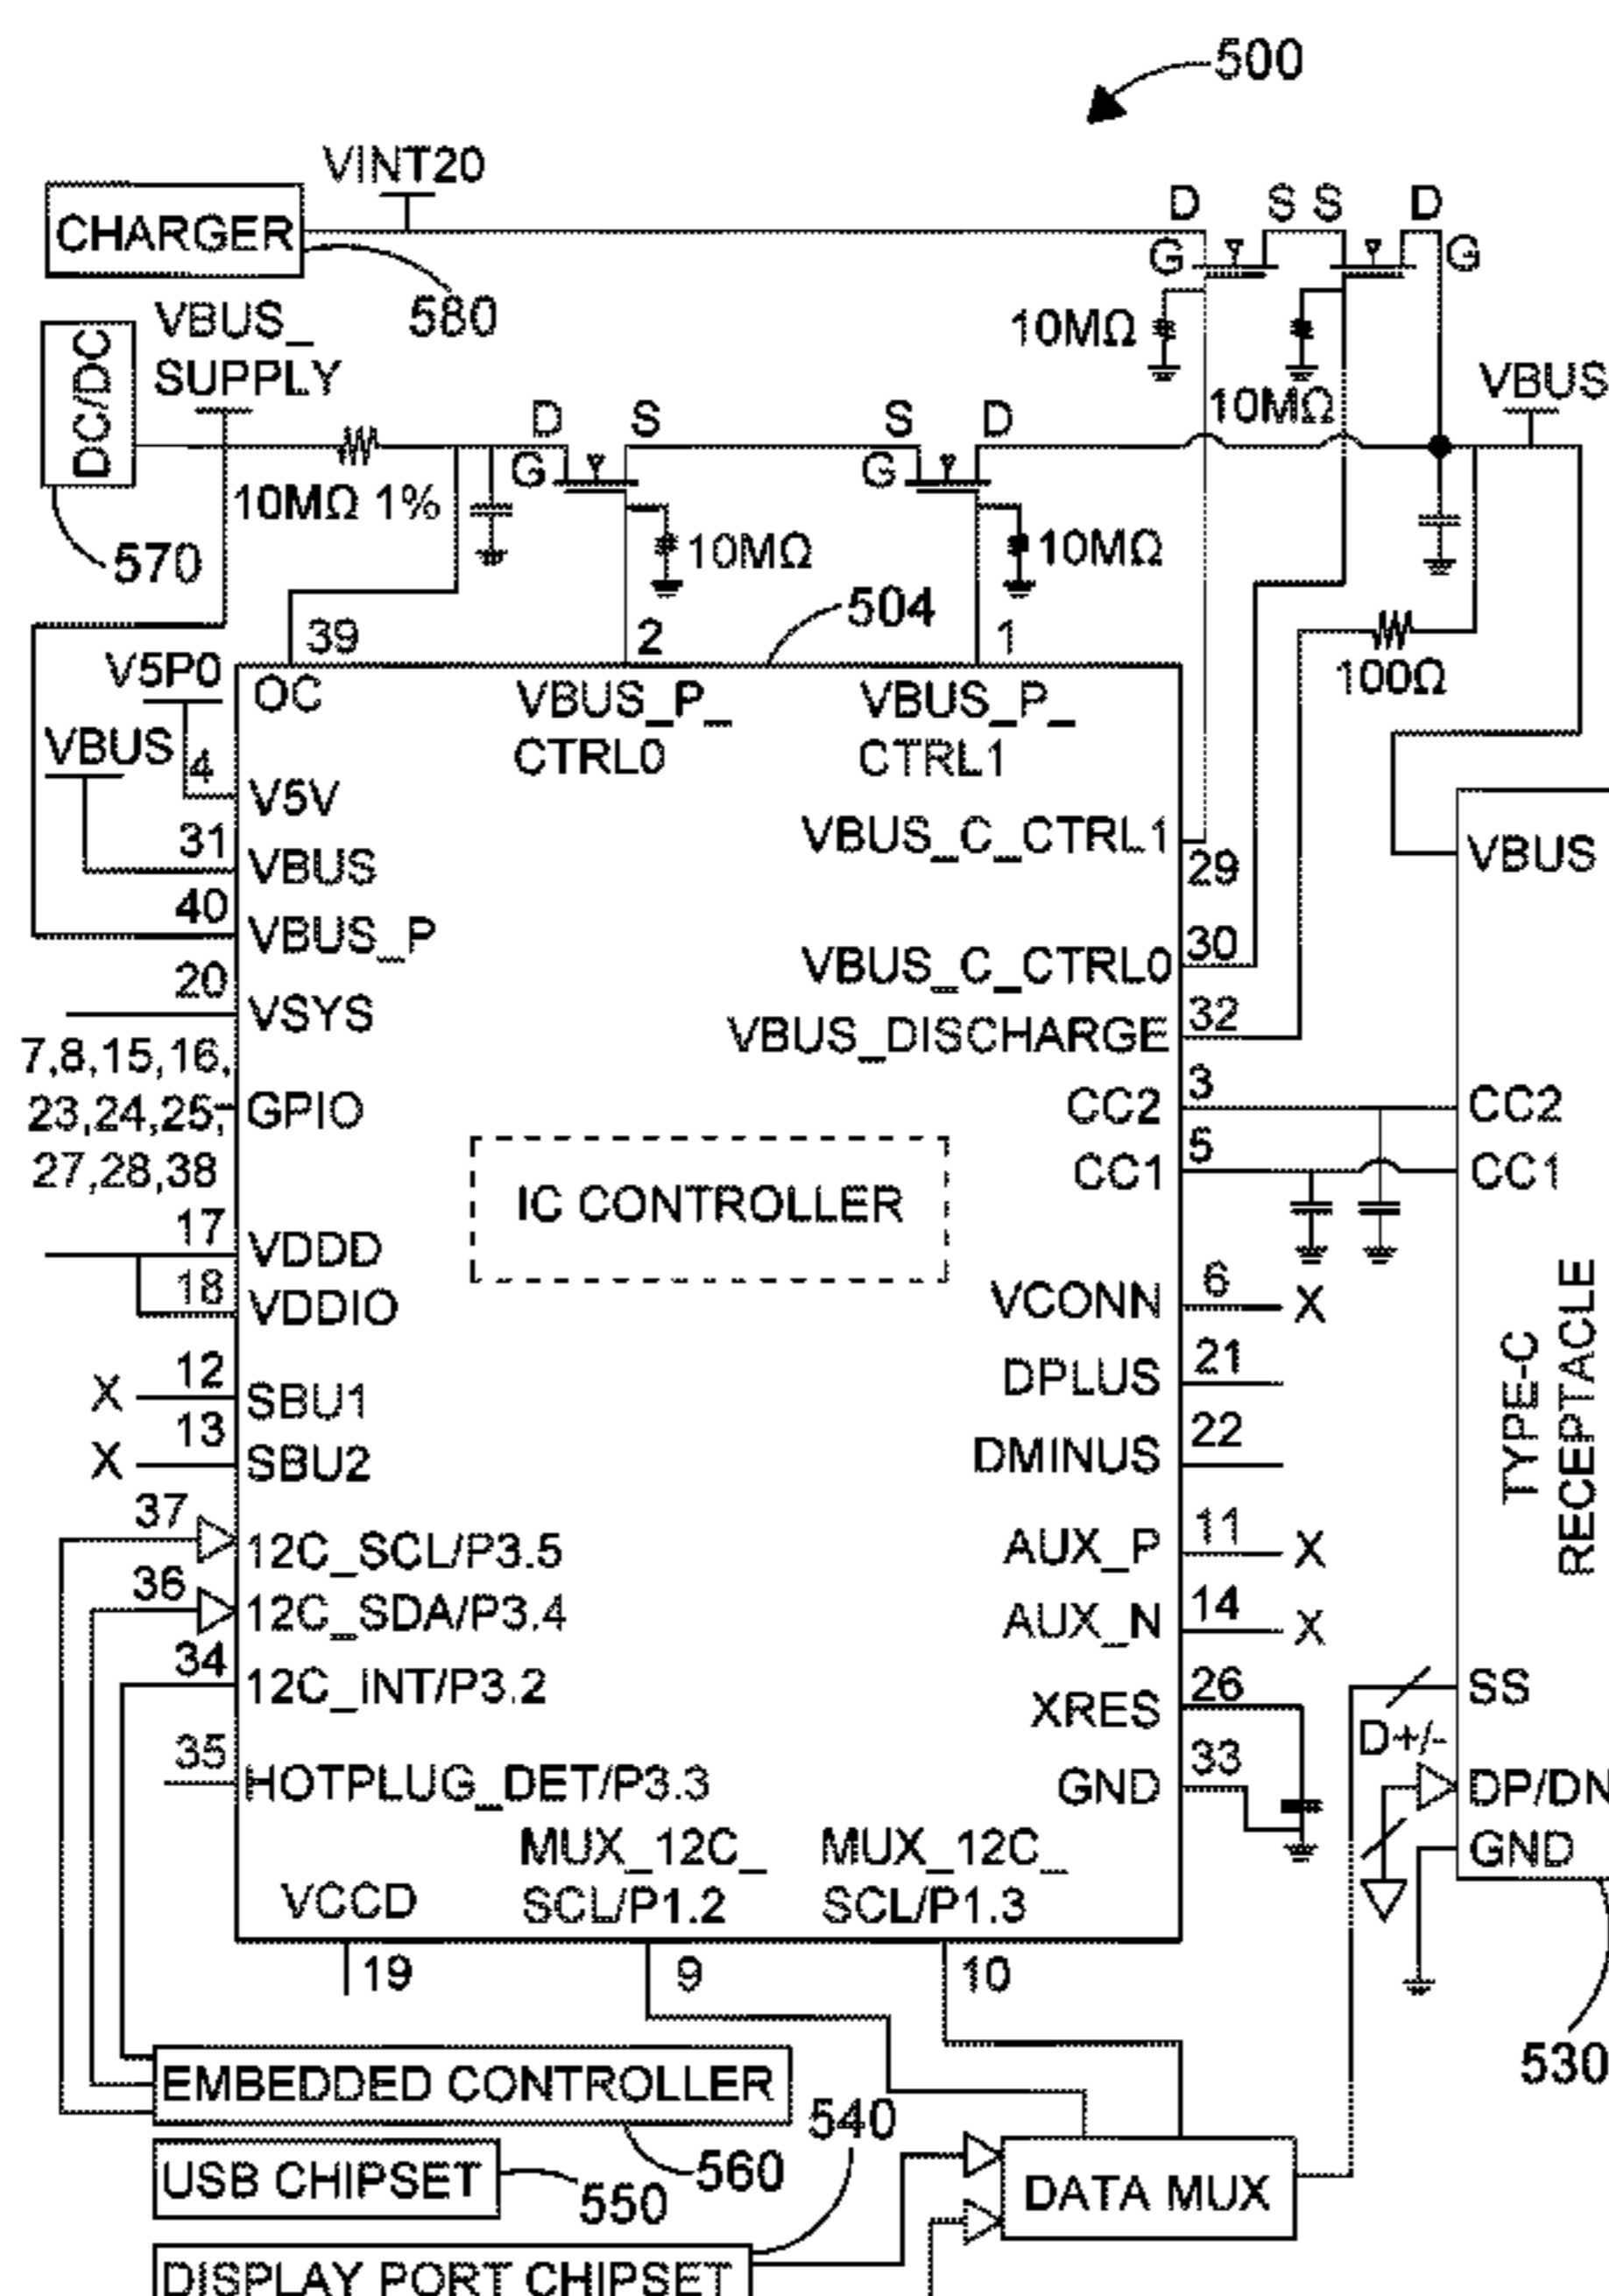 500
VINT20
CHARGER
580
D S S D
G G
10MΩ
10MΩ
DC/DC
VBUS_
SUPPLY
VBUS
D S S D
G G
10MΩ 1%
10MΩ
10MΩ
570
504
39 2 1
100Ω
V5P0
OC
VBUS_P_
CTRL0
VBUS_P_
CTRL1
VBUS
4
V5V
31
VBUS
40
VBUS_P
20
VSYS
7,8,15,16,
23,24,25,
27,28,38
GPIO
17
VDDD
18
VDDIO
X 12
SBU1
X 13
SBU2
37
12C_SCL/P3.5
36
12C_SDA/P3.4
34
12C_INT/P3.2
35
HOTPLUG_DET/P3.3
IC CONTROLLER
VBUS_C_CTRL1
29
VBUS_C_CTRL0
30
VBUS_DISCHARGE
32
CC2
3
CC1
5
VCONN
6 X
DPLUS
21
DMINUS
22
AUX_P
11 X
AUX_N
14 X
XRES
26
GND
33
VCCD
MUX_12C_
SCL/P1.2
MUX_12C_
SCL/P1.3
19 9 10
VBUS
CC2
CC1
TYPE-C
RECEPTACLE
SS
D+/-
DP/DN
GND
530
EMBEDDED CONTROLLER
560
540
USB CHIPSET
550
DATA MUX
DISPLAY PORT CHIPSET